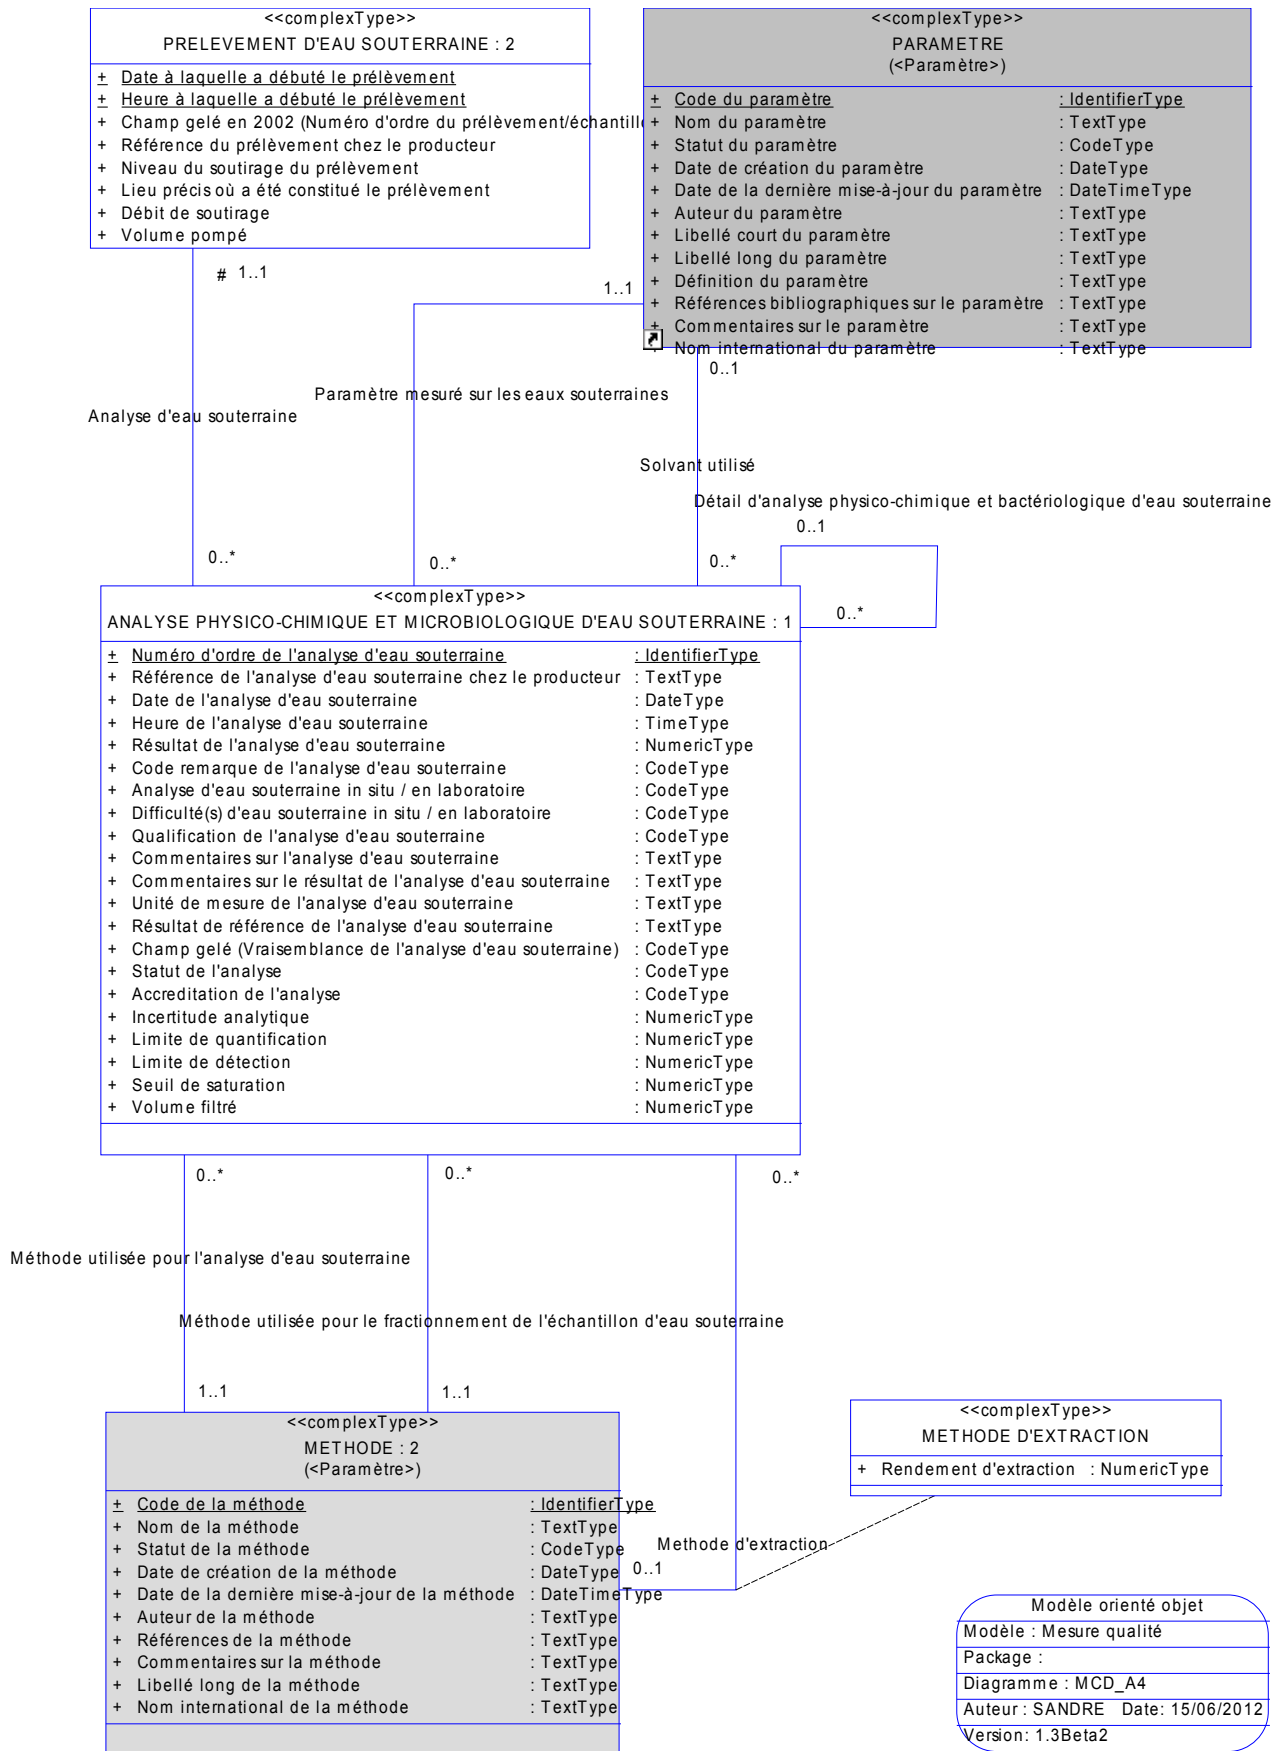 <<complexType>>
PRELEVEMENT D'EAU SOUTERRAINE : 2
+ Date à laquelle a débuté le prélèvement
+ Heure à laquelle a débuté le prélèvement
+ Champ gelé en 2002 (Numéro d'ordre du prélèvement/échantill
+ Référence du prélèvement chez le producteur
+ Niveau du soutirage du prélèvement
+ Lieu précis où a été constitué le prélèvement
+ Débit de soutirage
+ Volume pompé
<<complexType>>
PARAMETRE
(<Paramètre>)
+ Code du paramètre : IdentifierType
+ Nom du paramètre : TextType
+ Statut du paramètre : CodeType
+ Date de création du paramètre : DateType
+ Date de la dernière mise-à-jour du paramètre : DateTimeType
+ Auteur du paramètre : TextType
+ Libellé court du paramètre : TextType
+ Libellé long du paramètre : TextType
+ Définition du paramètre : TextType
+ Références bibliographiques sur le paramètre : TextType
+ Commentaires sur le paramètre : TextType
Nom international du paramètre : TextType
# 1..1
1..1
0..1
Paramètre mesuré sur les eaux souterraines
Analyse d'eau souterraine
Solvant utilisé
Détail d'analyse physico-chimique et bactériologique d'eau souterraine
0..1
0..*
0..*
0..*
0..*
<<complexType>>
ANALYSE PHYSICO-CHIMIQUE ET MICROBIOLOGIQUE D'EAU SOUTERRAINE : 1
+ Numéro d'ordre de l'analyse d'eau souterraine : IdentifierType
+ Référence de l'analyse d'eau souterraine chez le producteur : TextType
+ Date de l'analyse d'eau souterraine : DateType
+ Heure de l'analyse d'eau souterraine : TimeType
+ Résultat de l'analyse d'eau souterraine : NumericType
+ Code remarque de l'analyse d'eau souterraine : CodeType
+ Analyse d'eau souterraine in situ / en laboratoire : CodeType
+ Difficulté(s) d'eau souterraine in situ / en laboratoire : CodeType
+ Qualification de l'analyse d'eau souterraine : CodeType
+ Commentaires sur l'analyse d'eau souterraine : TextType
+ Commentaires sur le résultat de l'analyse d'eau souterraine : TextType
+ Unité de mesure de l'analyse d'eau souterraine : TextType
+ Résultat de référence de l'analyse d'eau souterraine : TextType
+ Champ gelé (Vraisemblance de l'analyse d'eau souterraine) : CodeType
+ Statut de l'analyse : CodeType
+ Accreditation de l'analyse : CodeType
+ Incertitude analytique : NumericType
+ Limite de quantification : NumericType
+ Limite de détection : NumericType
+ Seuil de saturation : NumericType
+ Volume filtré : NumericType
0..*
0..*
0..*
Méthode utilisée pour l'analyse d'eau souterraine
Méthode utilisée pour le fractionnement de l'échantillon d'eau souterraine
1..1
1..1
<<complexType>>
METHODE : 2
(<Paramètre>)
+ Code de la méthode : IdentifierType
+ Nom de la méthode : TextType
+ Statut de la méthode : CodeType
+ Date de création de la méthode : DateType
+ Date de la dernière mise-à-jour de la méthode : DateTimeType
+ Auteur de la méthode : TextType
+ Références de la méthode : TextType
+ Commentaires sur la méthode : TextType
+ Libellé long de la méthode : TextType
+ Nom international de la méthode : TextType
<<complexType>>
METHODE D'EXTRACTION
+ Rendement d'extraction : NumericType
Methode d'extraction
0..1
Modèle orienté objet
Modèle : Mesure qualité
Package :
Diagramme : MCD_A4
Auteur : SANDRE Date: 15/06/2012
Version: 1.3Beta2